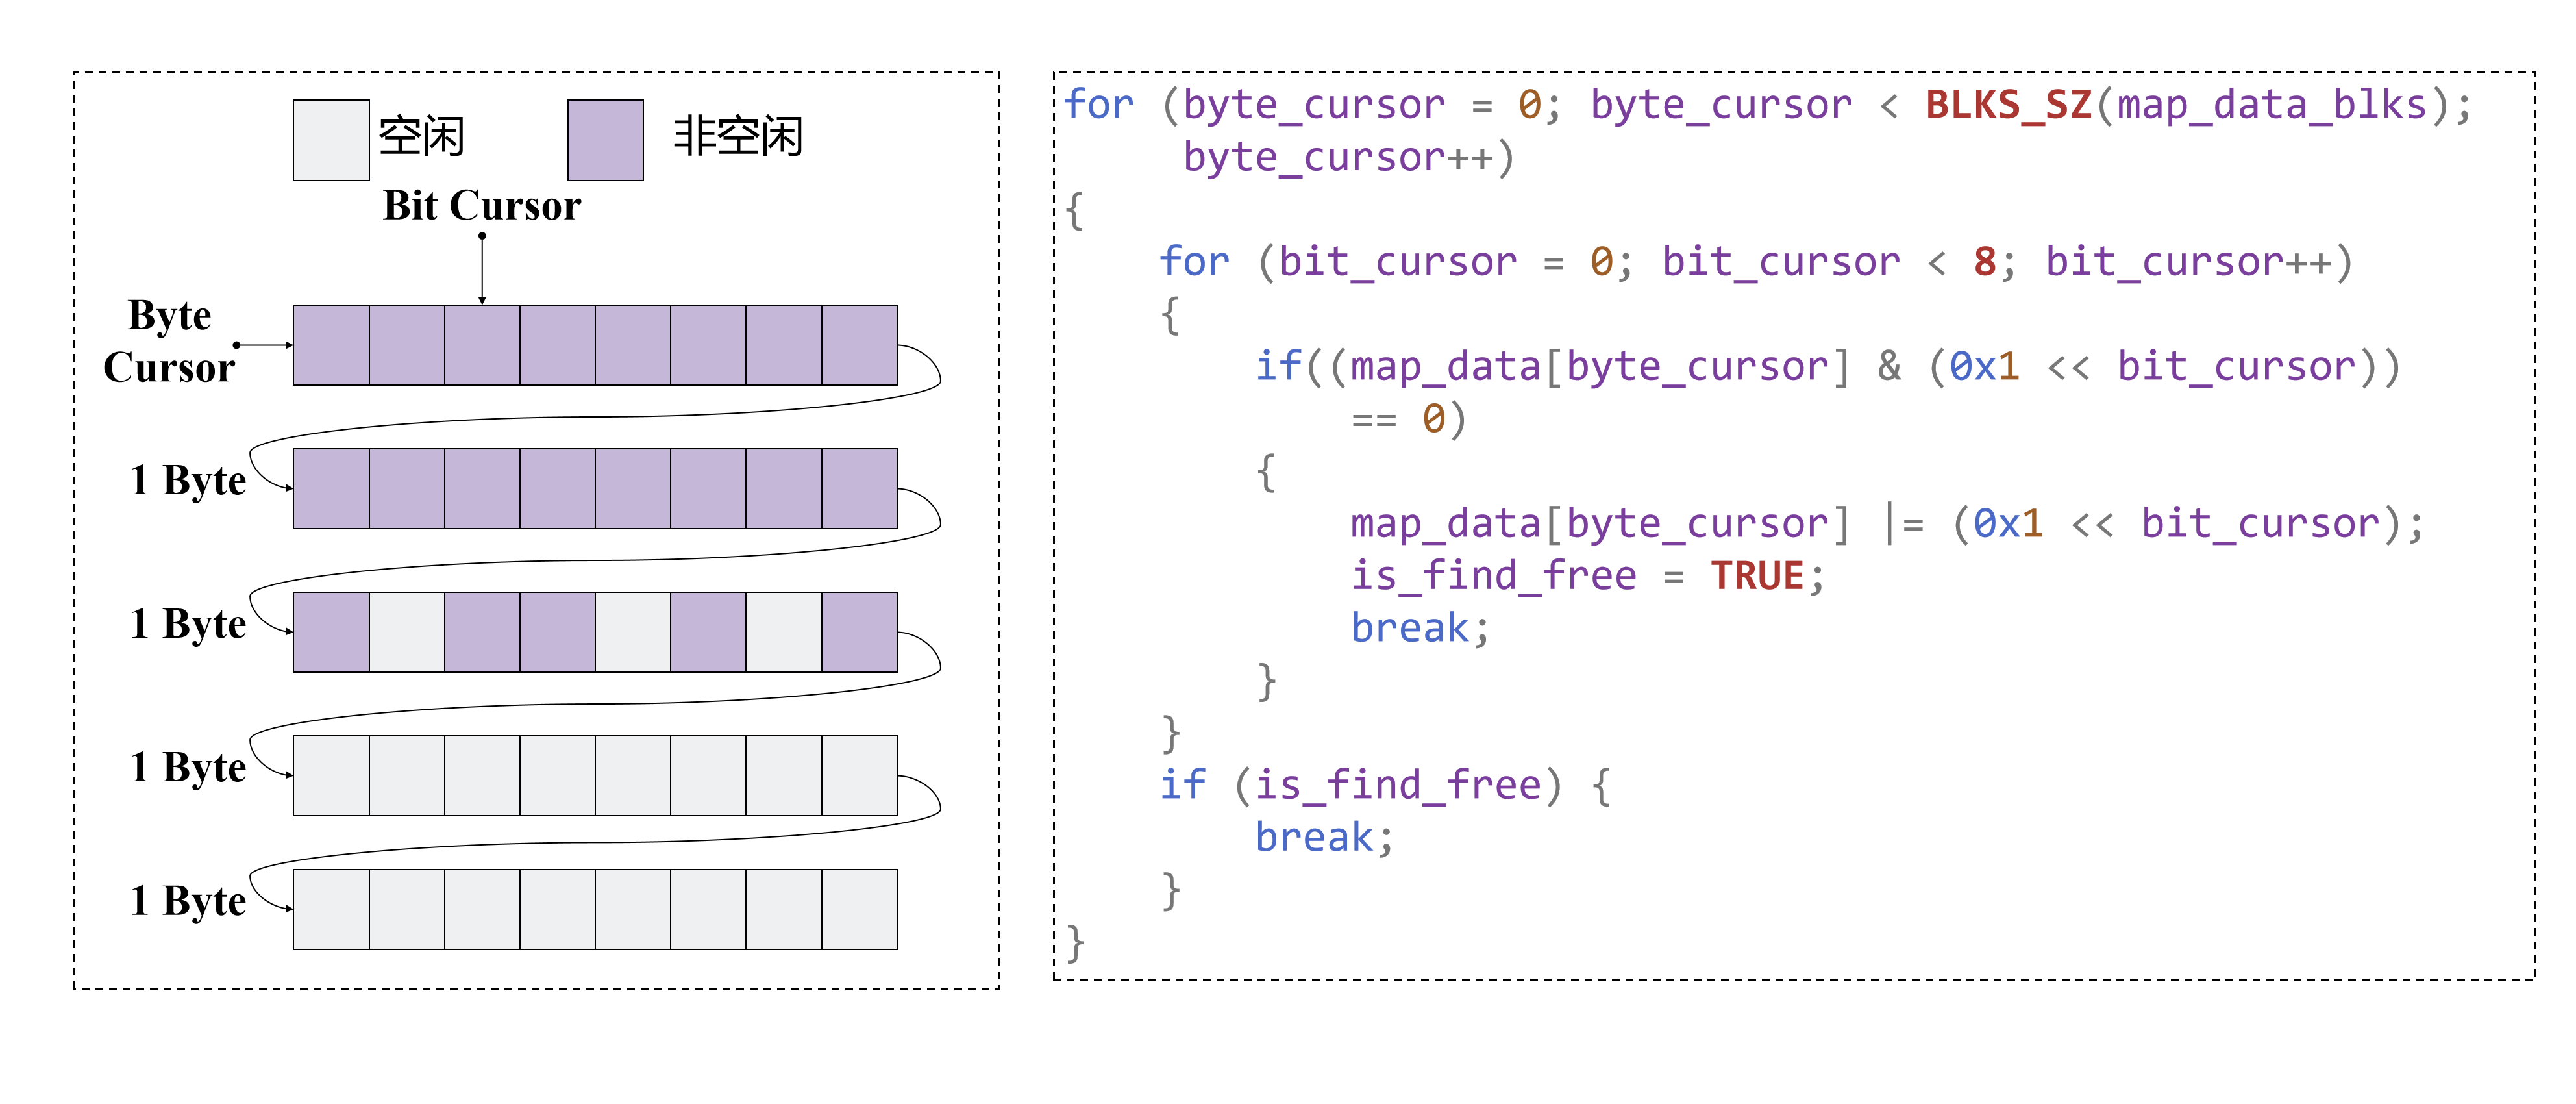 空闲
非空闲
Bit Cursor
Byte
Cursor
1 Byte
1 Byte
1 Byte
1 Byte
for (byte_cursor = 0; byte_cursor < BLKS_SZ(map_data_blks);
     byte_cursor++)
{
    for (bit_cursor = 0; bit_cursor < 8; bit_cursor++)
    {
        if((map_data[byte_cursor] & (0x1 << bit_cursor))
            == 0)
        {
            map_data[byte_cursor] |= (0x1 << bit_cursor);
            is_find_free = TRUE;
            break;
        }
    }
    if (is_find_free) {
        break;
    }
}